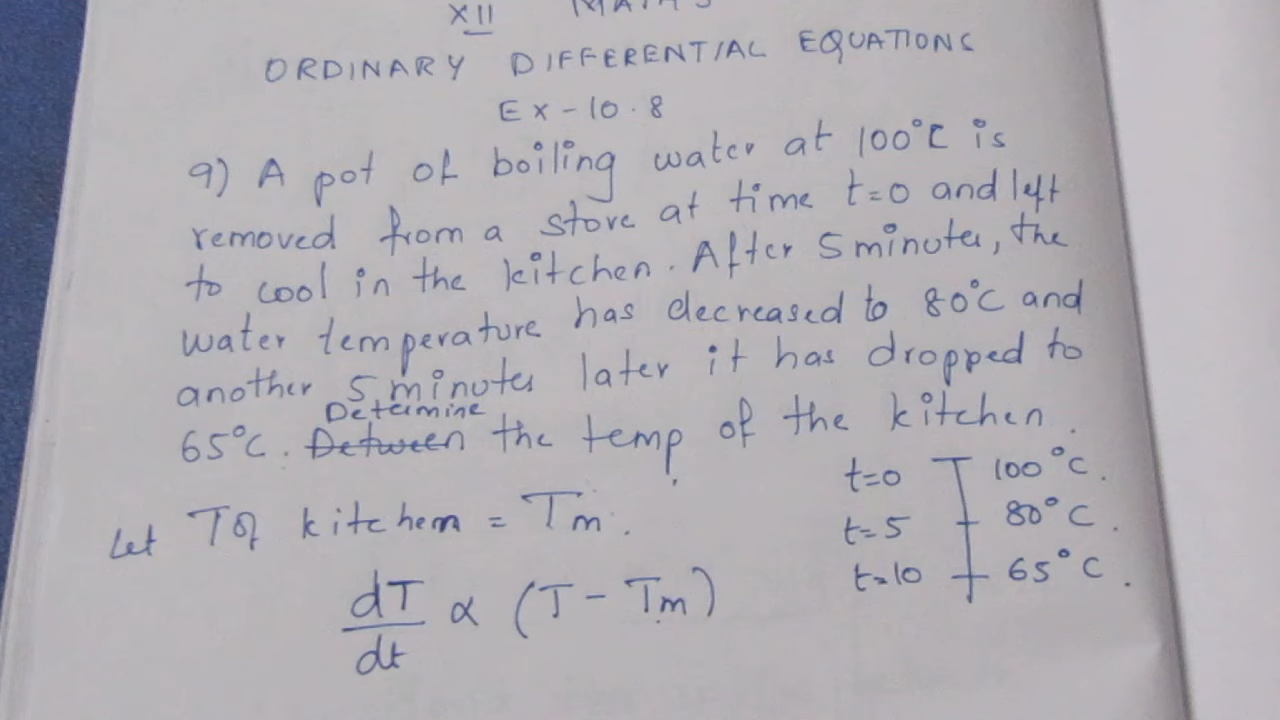 XII MATHS
ORDINARY DIFFERENTIAL EQUATIONS
EX-10.8
9) A pot of boiling water at 100°C is
removed from a stove at time t=0 and left
to cool in the kitchen. After 5 minutes, the
water temperature has decreased to 80°C and
another 5 minutes later it has dropped to
Determine
65°C. Between the temp of the kitchen.
t=0 100°C.
Let T of kitchen = Tm.
t=5 80°C.
t=10 65°C.
dT/dt ∝ (T - Tm)